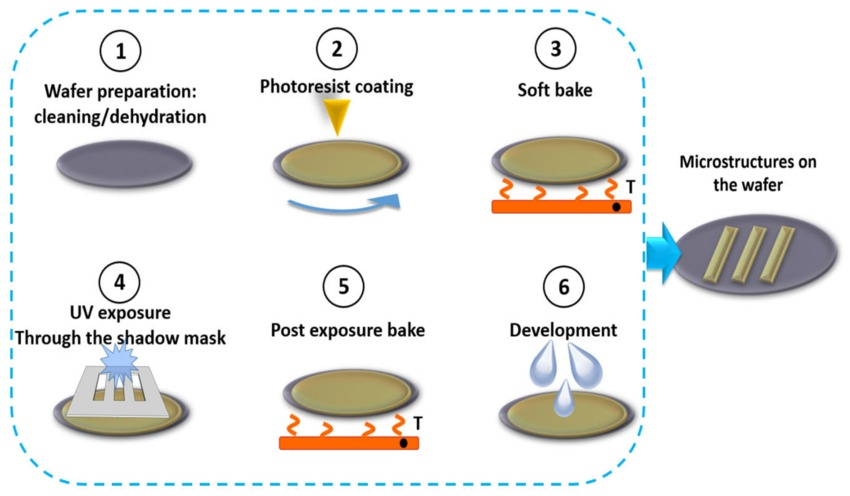 1
Wafer preparation:
cleaning/dehydration
2
Photoresist coating
3
Soft bake
T
4
UV exposure
Through the shadow mask
5
Post exposure bake
T
6
Development
Microstructures on
the wafer